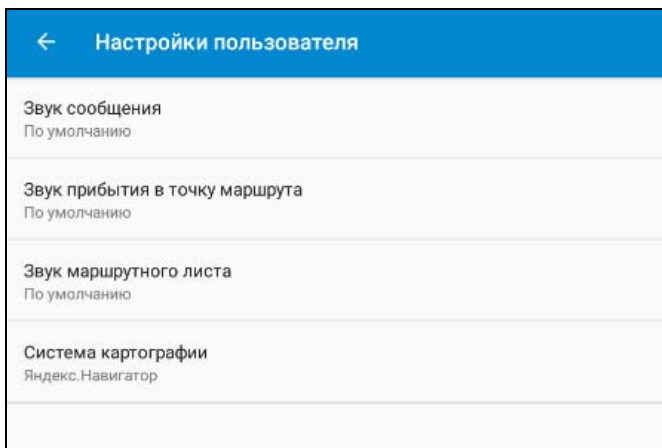 Настройки пользователя
Звук сообщения
По умолчанию
Звук прибытия в точку маршрута
По умолчанию
Звук маршрутного листа
По умолчанию
Система картографии
Яндекс.Навигатор